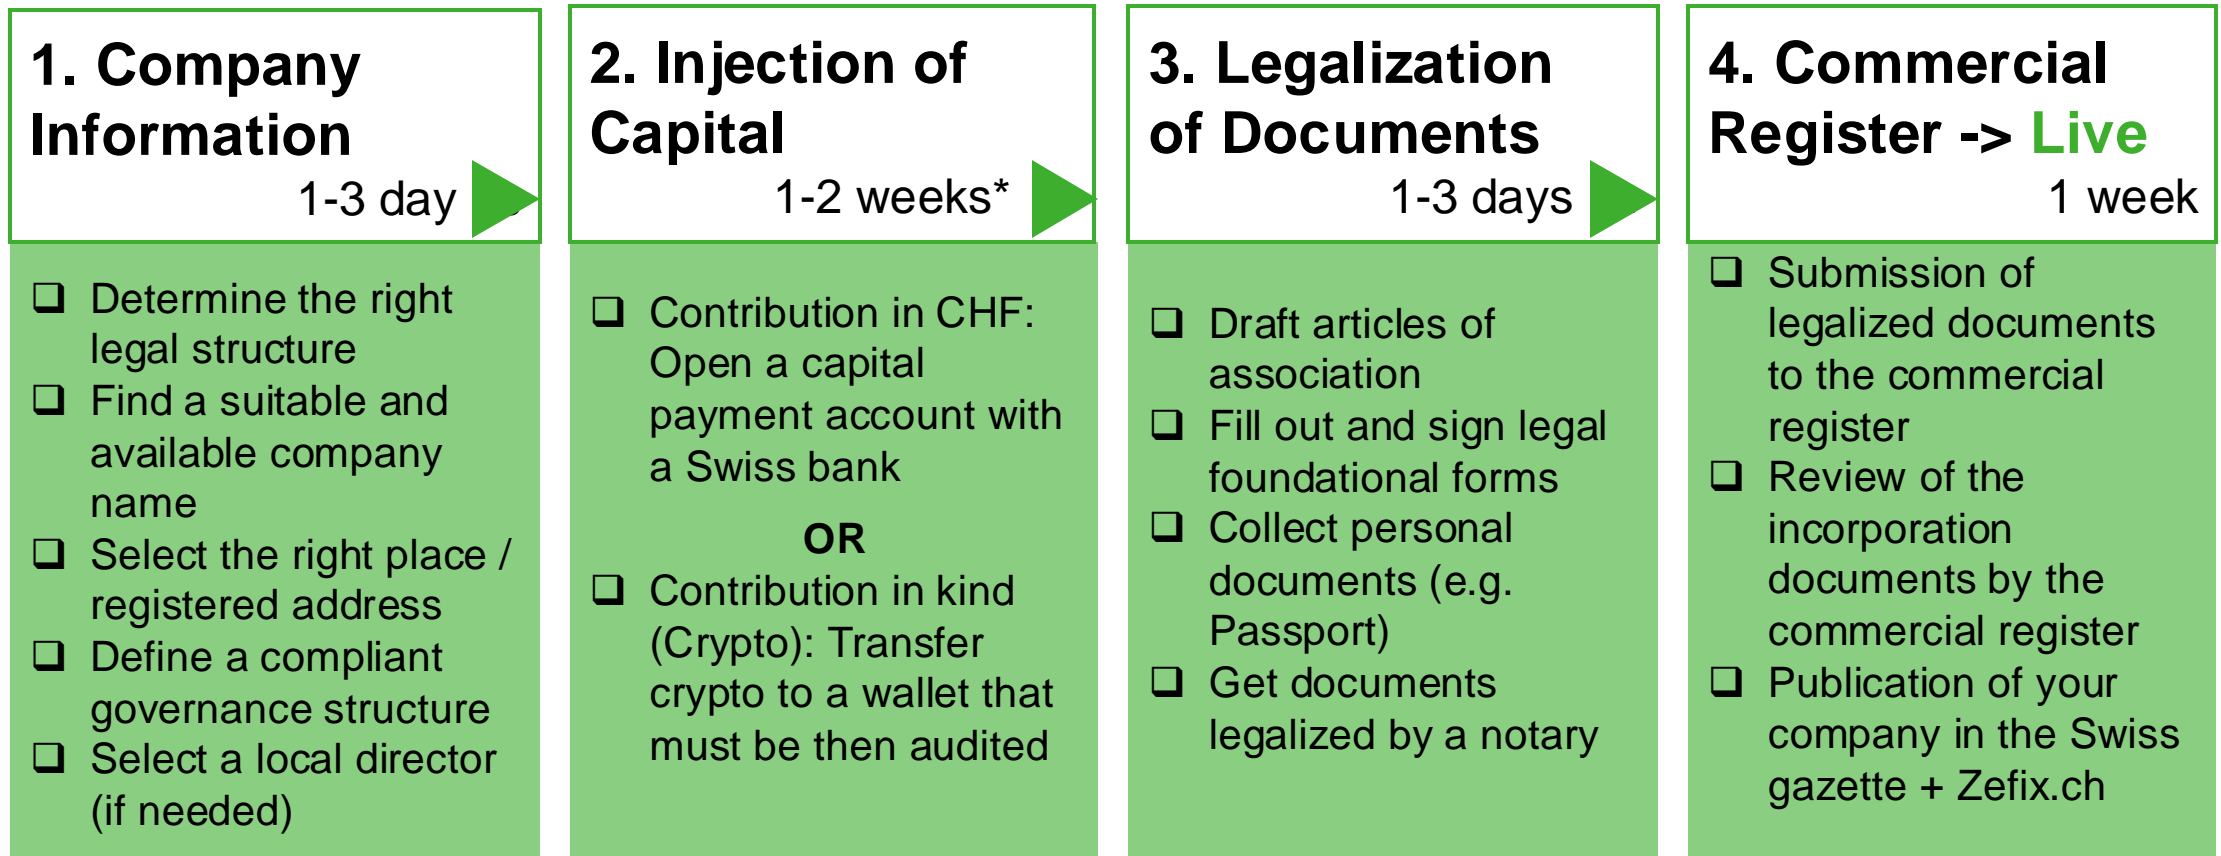 1. Company
Information
1-3 day
Determine the right
legal structure
Find a suitable and
available company
name
Select the right place /
registered address
Define a compliant
governance structure
Select a local director
(if needed)
2. Injection of
Capital
1-2 weeks*
Contribution in CHF:
Open a capital
payment account with
a Swiss bank
OR
Contribution in kind
(Crypto): Transfer
crypto to a wallet that
must be then audited
3. Legalization
of Documents
1-3 days
Draft articles of
association
Fill out and sign legal
foundational forms
Collect personal
documents (e.g.
Passport)
Get documents
legalized by a notary
4. Commercial
Register -> Live
1 week
Submission of
legalized documents
to the commercial
register
Review of the
incorporation
documents by the
commercial register
Publication of your
company in the Swiss
gazette + Zefix.ch